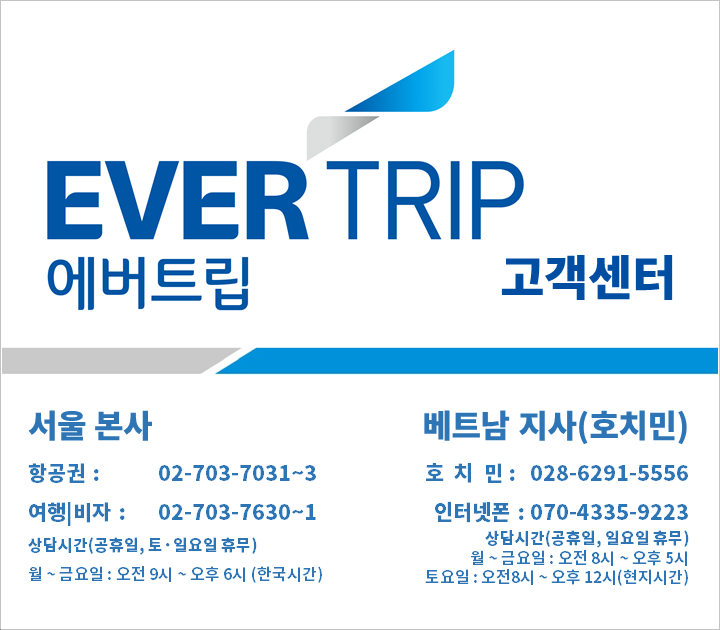 EVER TRIP
에버트립
고객센터
서울 본사
항공권 : 02-703-7031~3
여행|비자 : 02-703-7630~1
상담시간(공휴일, 토·일요일 휴무)
월 ~ 금요일 : 오전 9시 ~ 오후 6시 (한국시간)
베트남 지사(호치민)
호 치 민 : 028-6291-5556
인터넷폰 : 070-4335-9223
상담시간(공휴일, 일요일 휴무)
월 ~ 금요일 : 오전 8시 ~ 오후 5시
토요일 : 오전8시 ~ 오후 12시(현지시간)